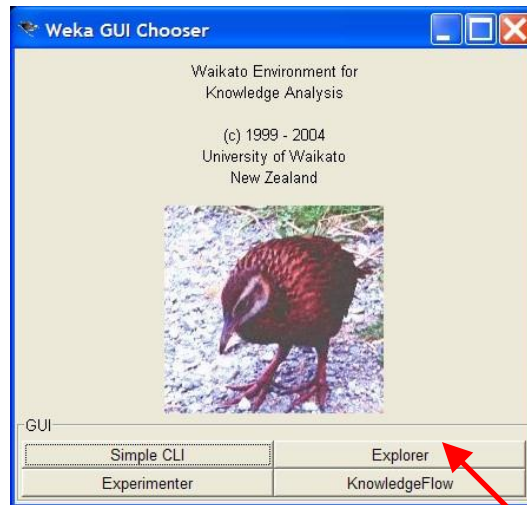 Weka GUI Chooser
Waikato Environment for
Knowledge Analysis
(c) 1999 - 2004
University of Waikato
New Zealand
GUI
Simple CLI
Explorer
Experimenter
KnowledgeFlow